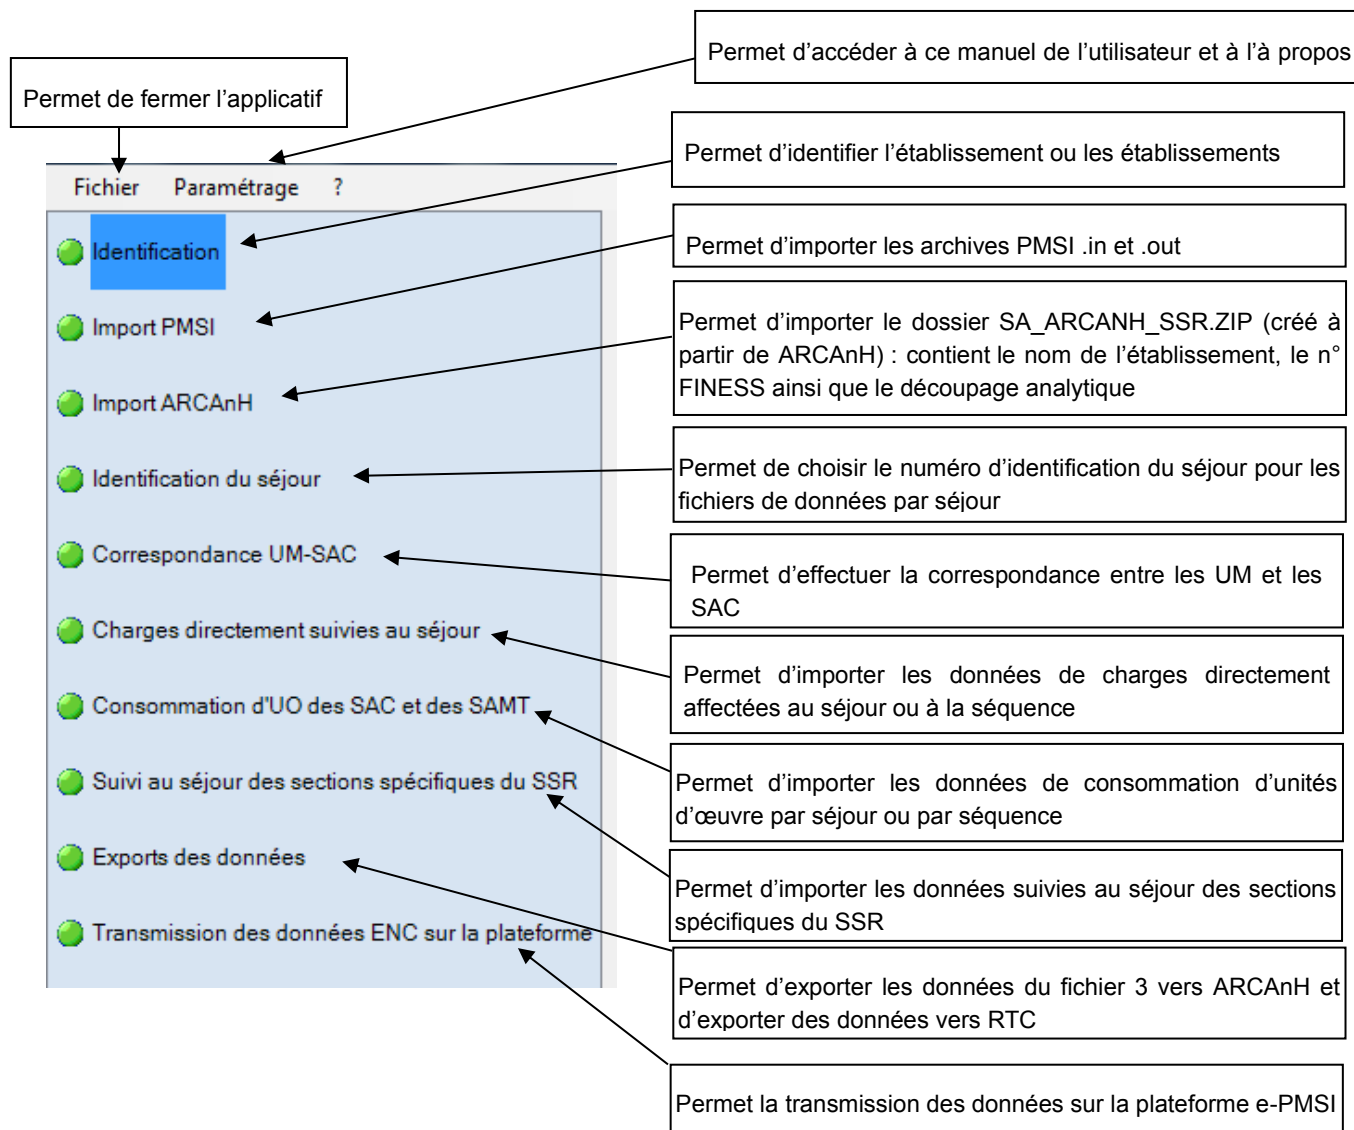 Permet d’accéder à ce manuel de l’utilisateur et à l’à propos
Permet de fermer l’applicatif
Permet d’identifier l’établissement ou les établissements
Fichier Paramétrage ?
Identification
Permet d’importer les archives PMSI .in et .out
Import PMSI
Permet d’importer le dossier SA_ARCANH_SSR.ZIP (créé à
partir de ARCAnH) : contient le nom de l’établissement, le n°
FINESS ainsi que le découpage analytique
Import ARCAnH
Permet de choisir le numéro d’identification du séjour pour les
fichiers de données par séjour
Identification du séjour
Permet d’effectuer la correspondance entre les UM et les
SAC
Correspondance UM-SAC
Permet d’importer les données de charges directement
affectées au séjour ou à la séquence
Charges directement suivies au séjour
Permet d’importer les données de consommation d’unités
d’œuvre par séjour ou par séquence
Consommation d'UO des SAC et des SAMT
Permet d’importer les données suivies au séjour des sections
spécifiques du SSR
Suivi au séjour des sections spécifiques du SSR
Permet d’exporter les données du fichier 3 vers ARCAnH et
d’exporter des données vers RTC
Exports des données
Permet la transmission des données sur la plateforme e-PMSI
Transmission des données ENC sur la plateforme